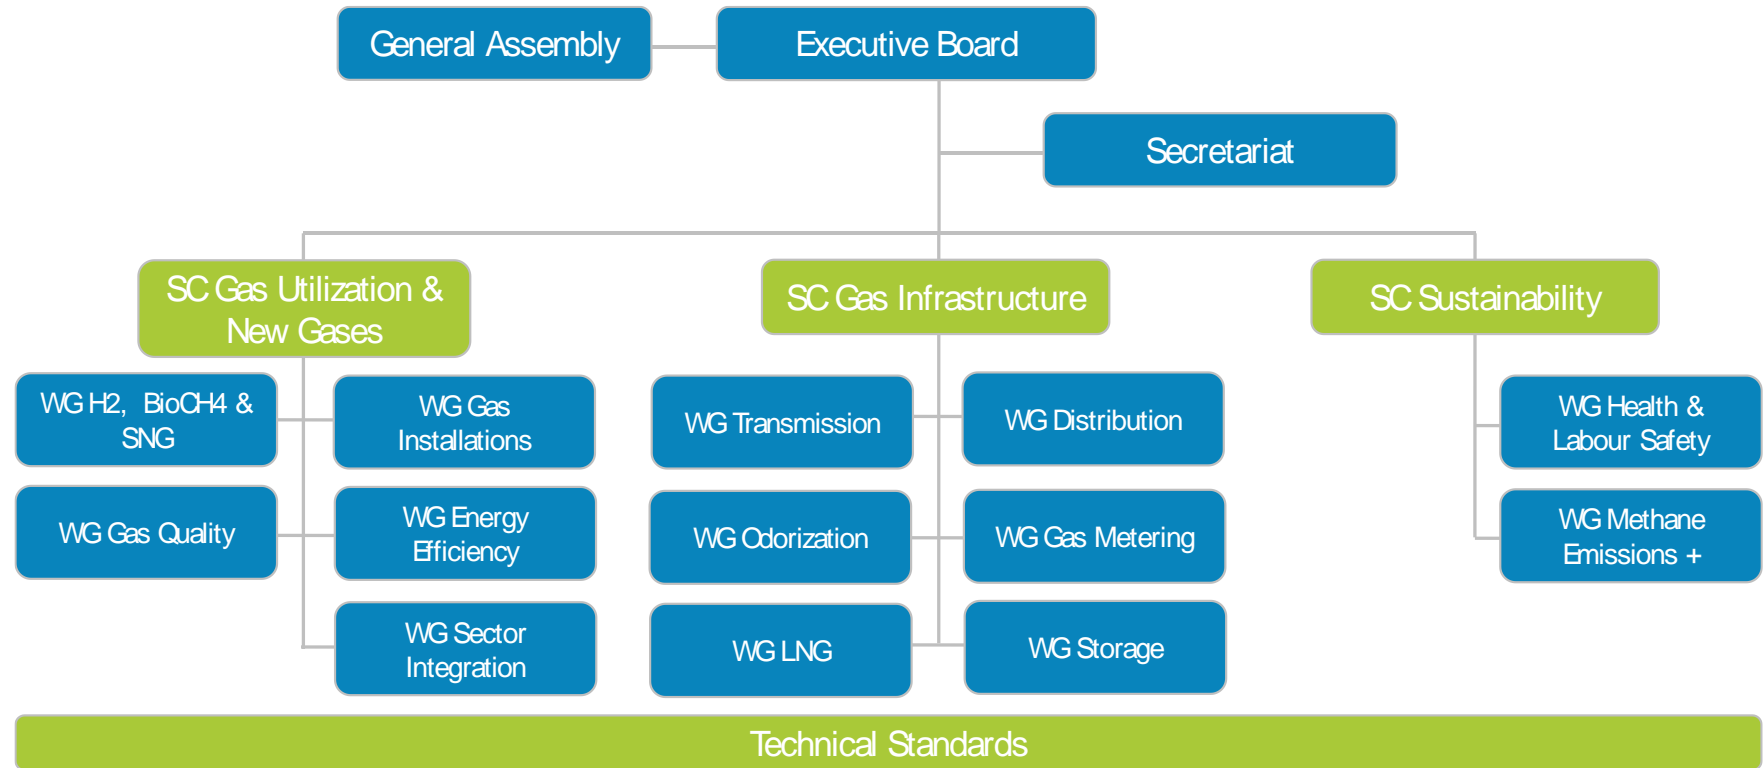 General Assembly
Executive Board
Secretariat
SC Gas Utilization &
New Gases
SC Gas Infrastructure
SC Sustainability
WG H2, BioCH4 &
SNG
WG Gas
Installations
WG Transmission
WG Distribution
WG Health &
Labour Safety
WG Gas Quality
WG Energy
Efficiency
WG Odorization
WG Gas Metering
WG Methane
Emissions +
WG Sector
Integration
WG LNG
WG Storage
Technical Standards